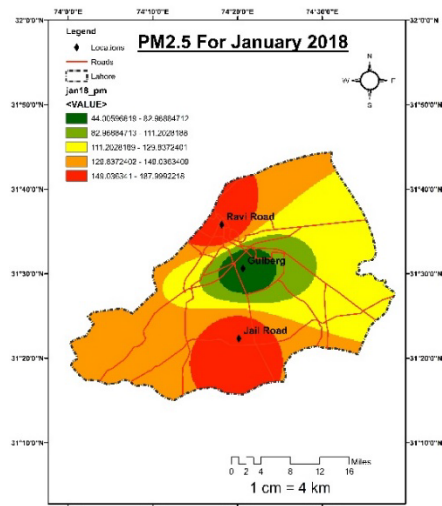 74°0'0"E 74°10'0"E 74°20'0"E 74°30'0"E
32°0'0"N 32°0'0"N
Legend
Locations
Roads
Lahore
jan18_pm
<VALUE>
44.00596818 - 82.96884712
82.96884713 - 111.2028188
111.2028189 - 129.8372401
129.8372402 - 149.0363409
149.036341 - 187.9992218
PM2.5 For January 2018
N
W E
S
31°50'0"N 31°50'0"N
31°40'0"N 31°40'0"N
Ravi Road
Gulberg
31°30'0"N 31°30'0"N
Jail Road
31°20'0"N 31°20'0"N
31°10'0"N 31°10'0"N
Miles
0 2 4 8 12 16
1 cm = 4 km